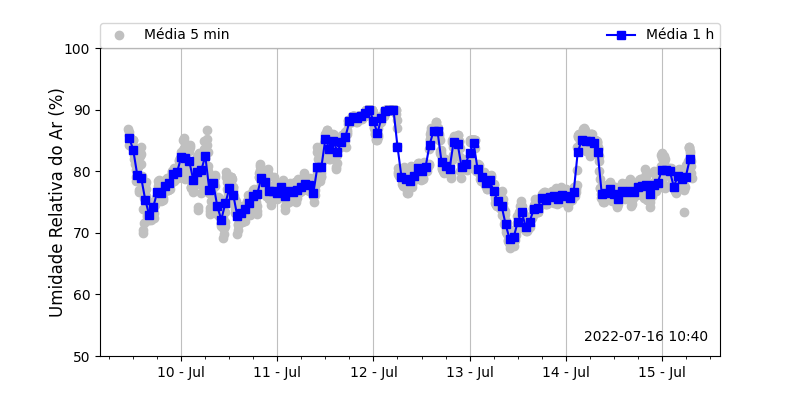 Média 5 min
Média 1 h
Umidade Relativa do Ar (%)
100
90
80
70
60
50
2022-07-16 10:40
10 - Jul
11 - Jul
12 - Jul
13 - Jul
14 - Jul
15 - Jul